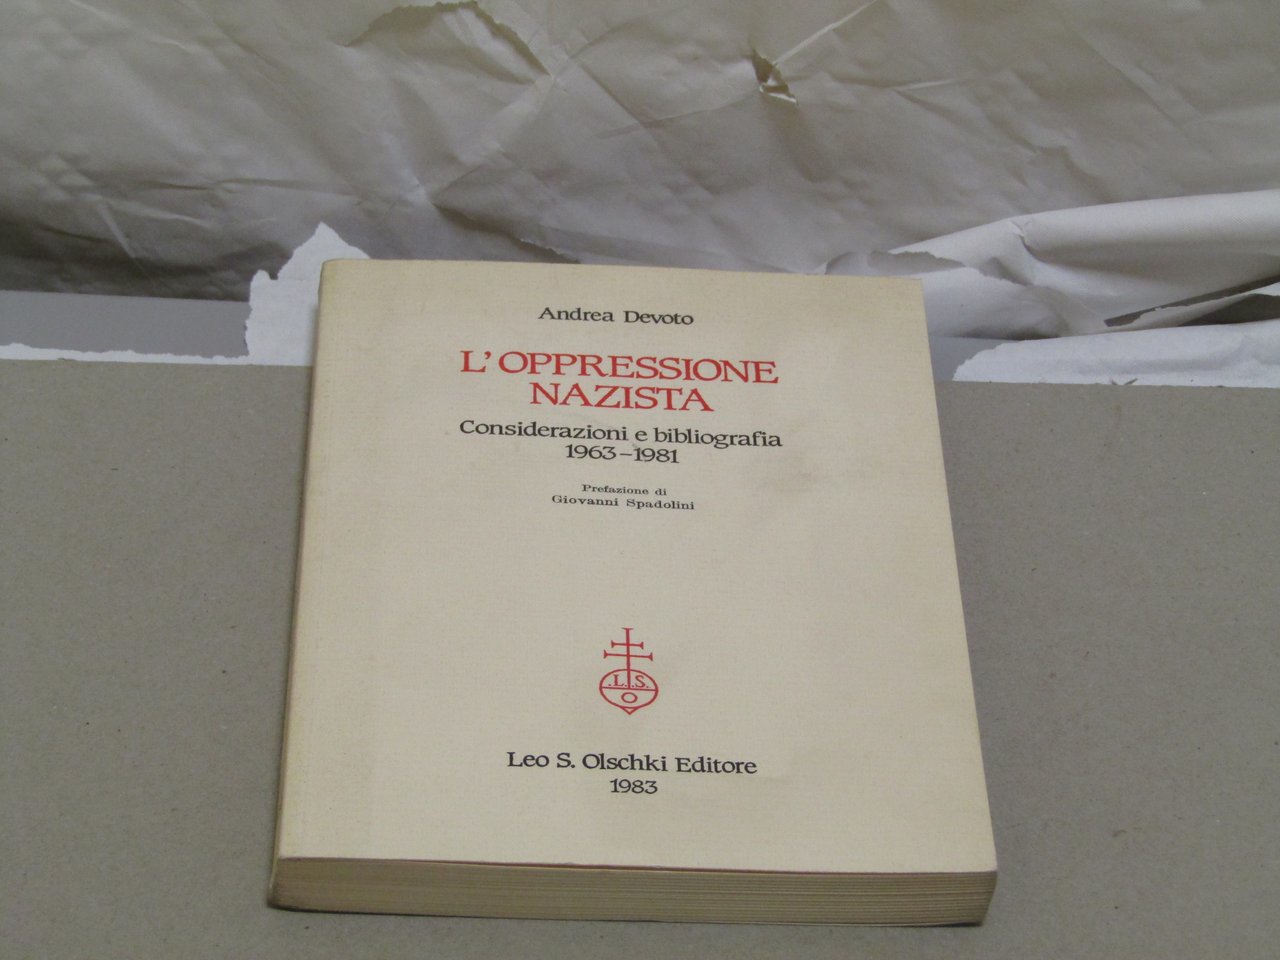 Andrea Devoto
L'OPPRESSIONE
NAZISTA
Considerazioni e bibliografia
1963-1981
Prefazione di
Giovanni Spadolini
.L.S.
O
Leo S. Olschki Editore
1983